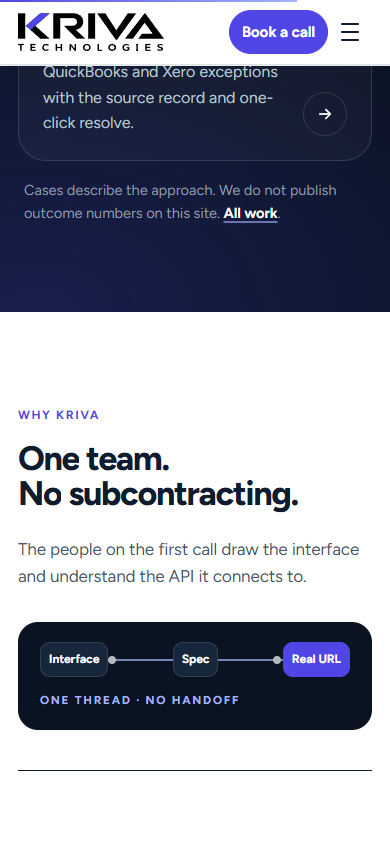 KRIVA
TECHNOLOGIES
Book a call
QuickBooks and Xero exceptions
with the source record and one-
click resolve.
Cases describe the approach. We do not publish
outcome numbers on this site. All work.
WHY KRIVA
One team.
No subcontracting.
The people on the first call draw the interface
and understand the API it connects to.
Interface
Spec
Real URL
ONE THREAD · NO HANDOFF